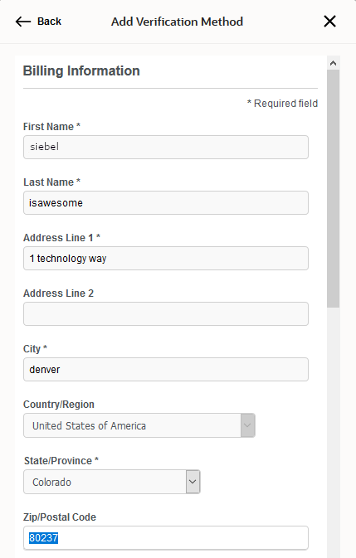 Back Add Verification Method
Billing Information
* Required field
First Name *
siebel
Last Name *
isawesome
Address Line 1 *
1 technology way
Address Line 2
City *
denver
Country/Region
United States of America
State/Province *
Colorado
Zip/Postal Code
80237